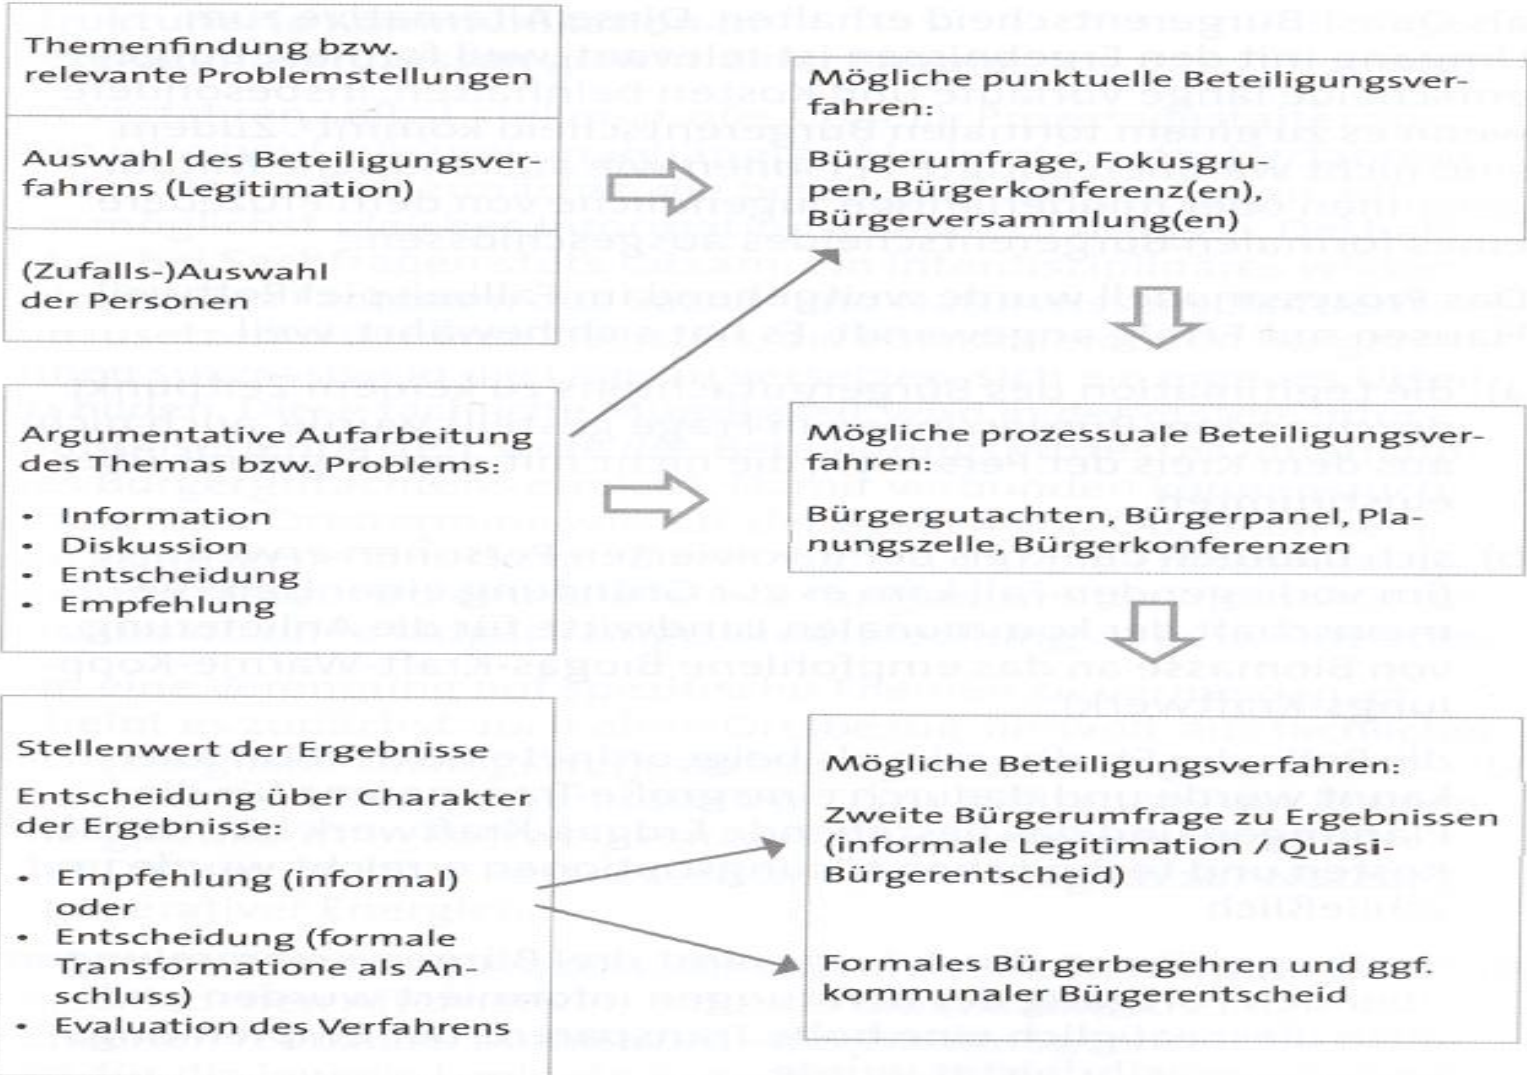 Themenfindung bzw.
relevante Problemstellungen
Auswahl des Beteiligungsver-
fahrens (Legitimation)
(Zufalls-)Auswahl
der Personen
Mögliche punktuelle Beteiligungsver-
fahren:
Bürgerumfrage, Fokusgru-
pen, Bürgerkonferenz(en),
Bürgerversammlung(en)
Argumentative Aufarbeitung
des Themas bzw. Problems:
• Information
• Diskussion
• Entscheidung
• Empfehlung
Mögliche prozessuale Beteiligungsver-
fahren:
Bürgergutachten, Bürgerpanel, Pla-
nungszelle, Bürgerkonferenzen
Stellenwert der Ergebnisse
Entscheidung über Charakter
der Ergebnisse:
• Empfehlung (informal)
oder
• Entscheidung (formale
Transformatione als An-
schluss)
• Evaluation des Verfahrens
Mögliche Beteiligungsverfahren:
Zweite Bürgerumfrage zu Ergebnissen
(informale Legitimation / Quasi-
Bürgerentscheid)
Formales Bürgerbegehren und ggf.
kommunaler Bürgerentscheid